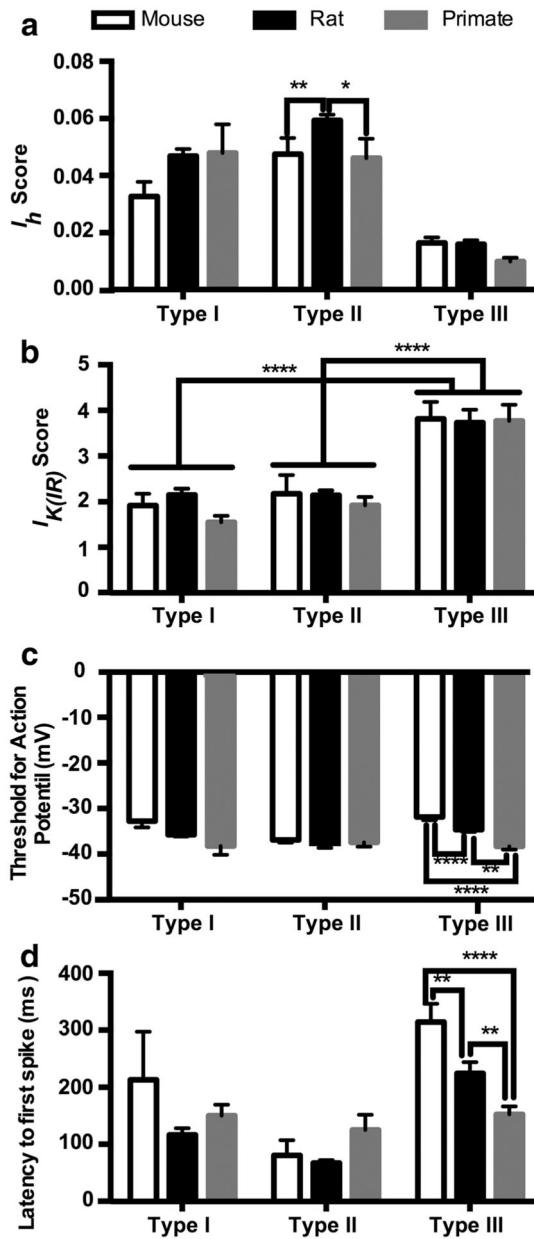 Mouse Rat Primate
a
I_h Score
0.08
0.06
0.04
0.02
0.00
** *
Type I Type II Type III
b
I_K(IR) Score
5
4
3
2
1
0
****
****
Type I Type II Type III
c
Threshold for Action
Potentil (mV)
0
-10
-20
-30
-40
-50
****
**
****
Type I Type II Type III
d
Latency to first spike (ms )
400
300
200
100
0
****
**
**
Type I Type II Type III